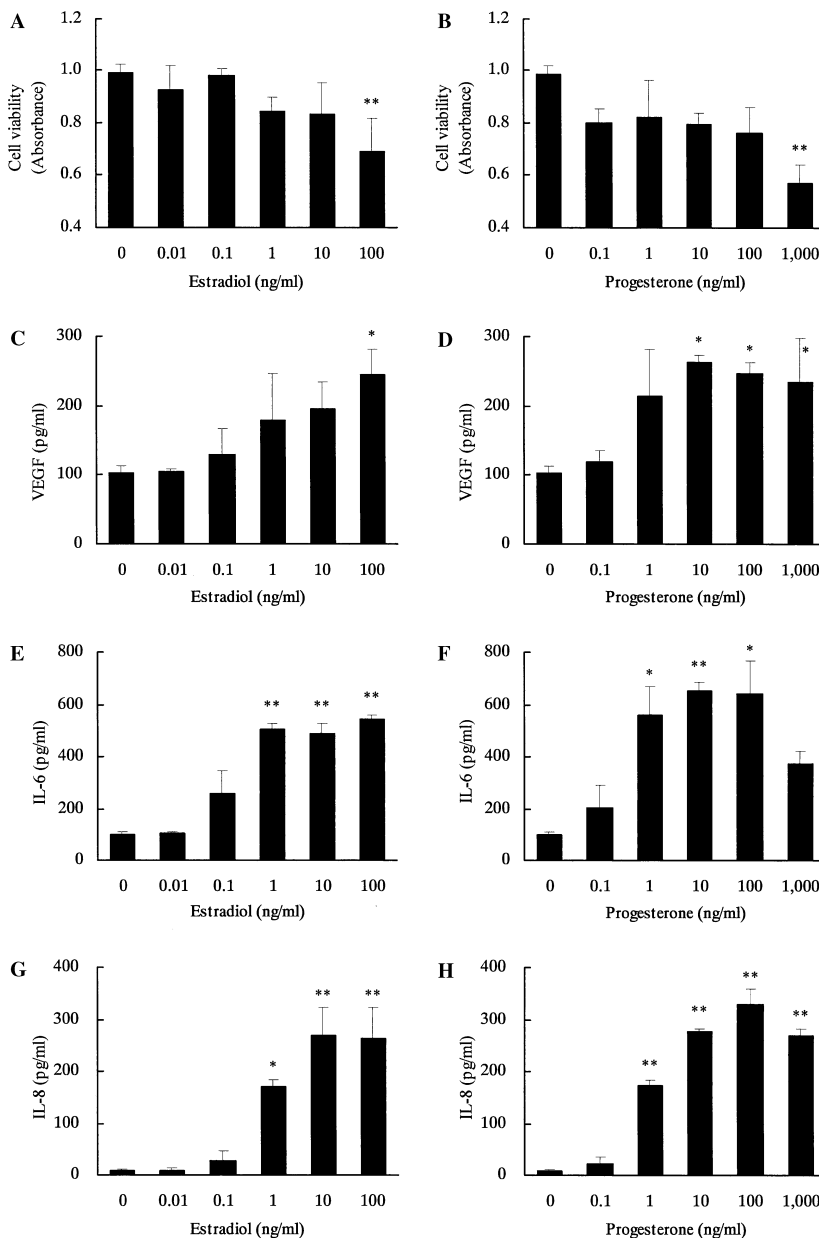 A
Cell viability
(Absorbance)
1.2
1.0
0.8
0.6
0.4
**
0 0.01 0.1 1 10 100
Estradiol (ng/ml)
B
Cell viability
(Absorbance)
1.2
1.0
0.8
0.6
0.4
**
0 0.1 1 10 100 1,000
Progesterone (ng/ml)
C
VEGF (pg/ml)
300
200
100
0
*
0 0.01 0.1 1 10 100
Estradiol (ng/ml)
D
VEGF (pg/ml)
300
200
100
0
* * *
0 0.1 1 10 100 1,000
Progesterone (ng/ml)
E
IL-6 (pg/ml)
800
600
400
200
0
** ** **
0 0.01 0.1 1 10 100
Estradiol (ng/ml)
F
IL-6 (pg/ml)
800
600
400
200
0
* ** *
0 0.1 1 10 100 1,000
Progesterone (ng/ml)
G
IL-8 (pg/ml)
400
300
200
100
0
* ** **
0 0.01 0.1 1 10 100
Estradiol (ng/ml)
H
IL-8 (pg/ml)
400
300
200
100
0
** ** ** **
0 0.1 1 10 100 1,000
Progesterone (ng/ml)